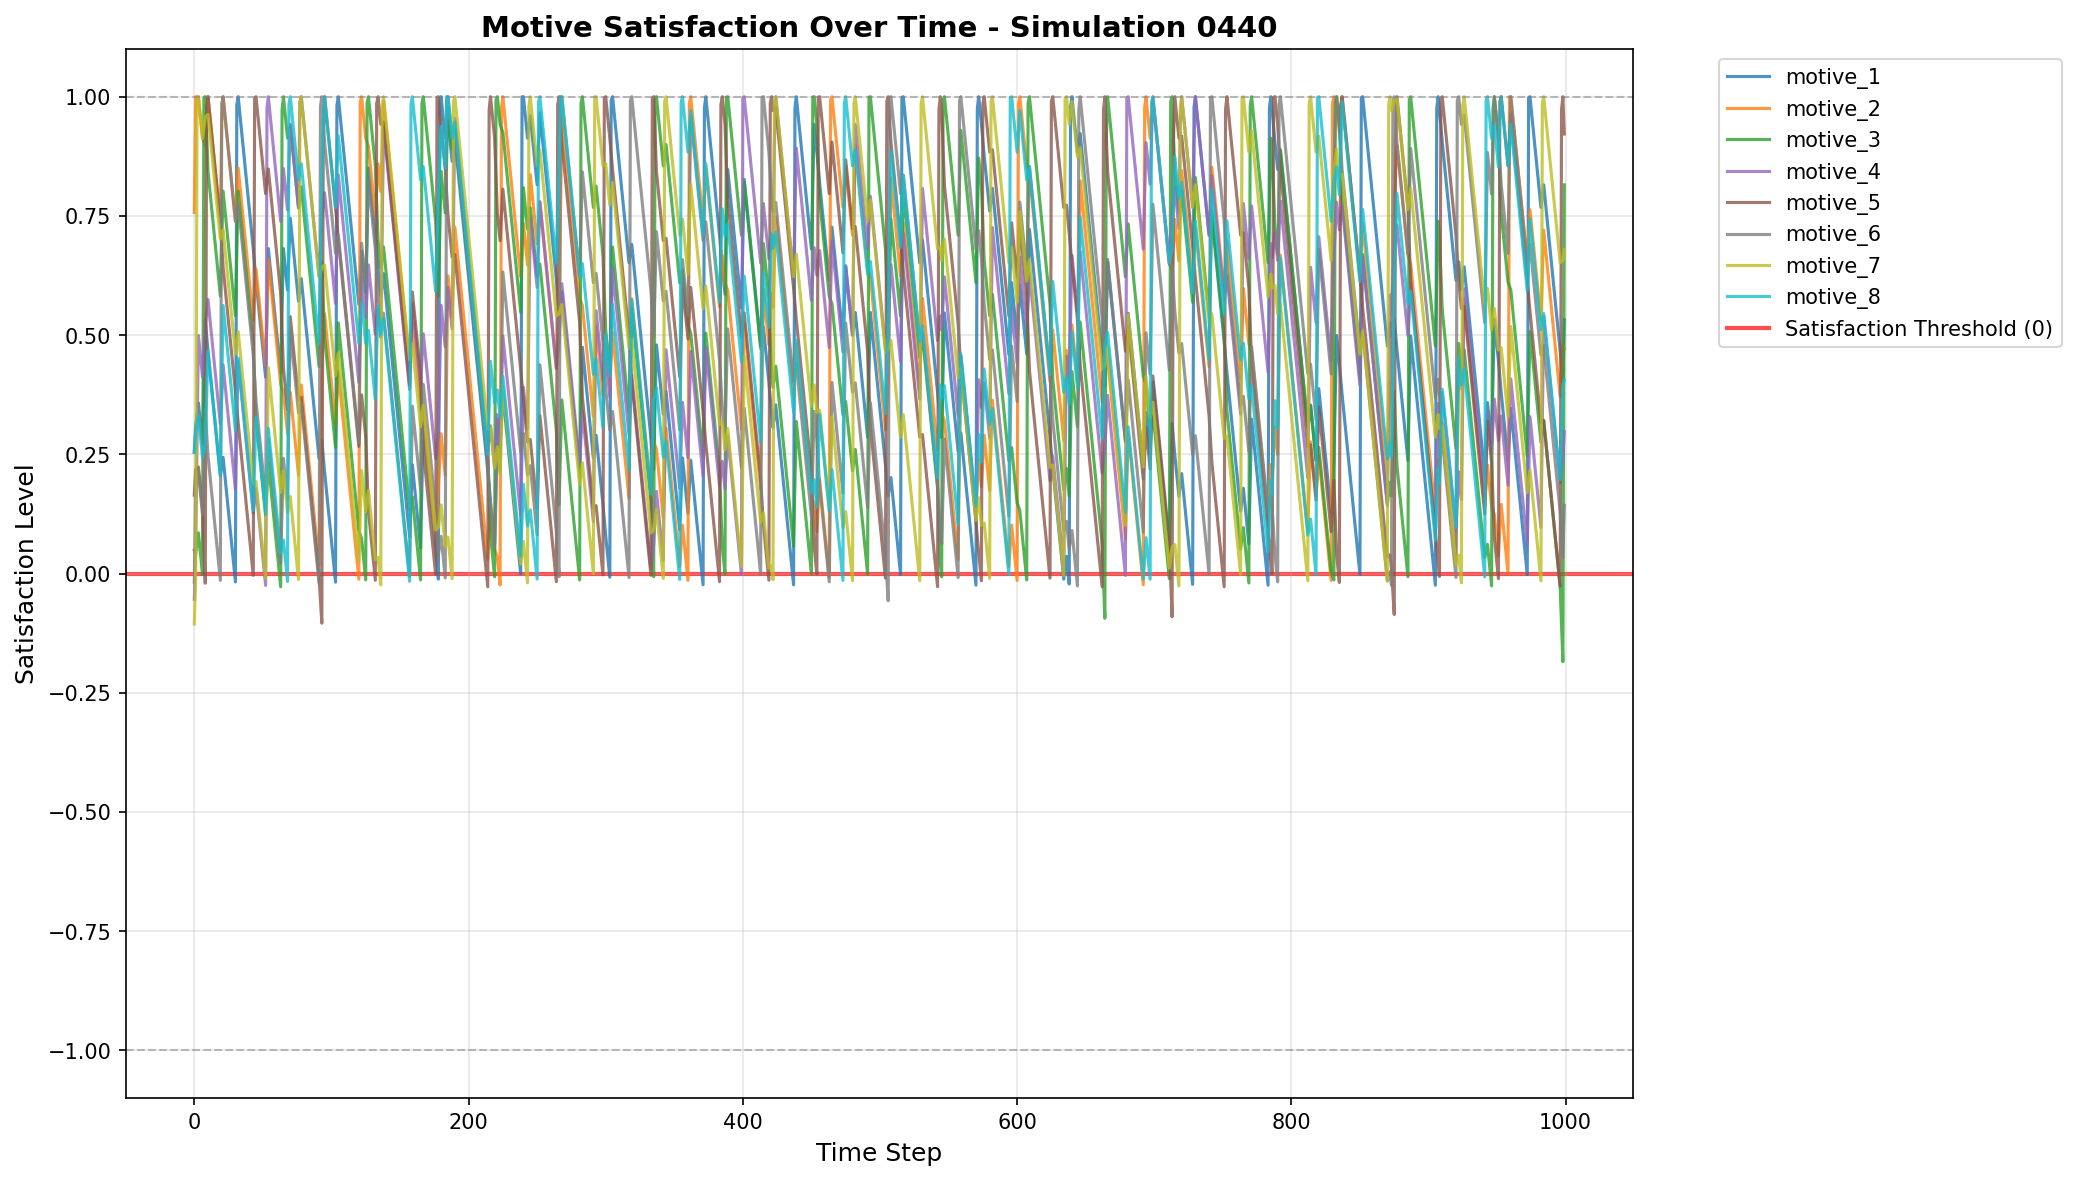 Motive Satisfaction Over Time - Simulation 0440
1.00
0.75
0.50
0.25
0.00
−0.25
−0.50
−0.75
−1.00
Satisfaction Level
0
200
400
600
800
1000
Time Step
motive_1
motive_2
motive_3
motive_4
motive_5
motive_6
motive_7
motive_8
Satisfaction Threshold (0)